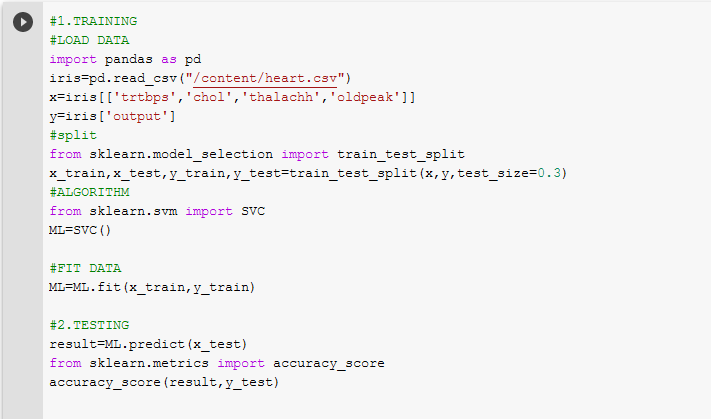 #1.TRAINING
#LOAD DATA
import pandas as pd
iris=pd.read_csv("/content/heart.csv")
x=iris[['trtbps','chol','thalachh','oldpeak']]
y=iris['output']
#split
from sklearn.model_selection import train_test_split
x_train,x_test,y_train,y_test=train_test_split(x,y,test_size=0.3)
#ALGORITHM
from sklearn.svm import SVC
ML=SVC()
#FIT DATA
ML=ML.fit(x_train,y_train)
#2.TESTING
result=ML.predict(x_test)
from sklearn.metrics import accuracy_score
accuracy_score(result,y_test)